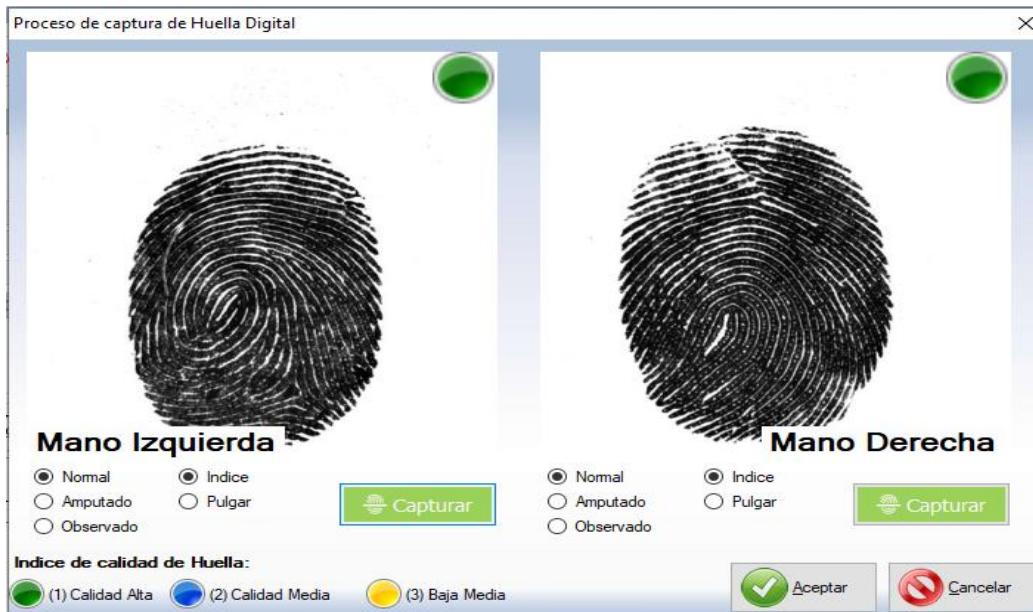 Proceso de captura de Huella Digital
Mano Izquierda
Mano Derecha
Normal
Indice
Amputado
Pulgar
Observado
Capturar
Normal
Indice
Amputado
Pulgar
Observado
Capturar
Indice de calidad de Huella:
(1) Calidad Alta
(2) Calidad Media
(3) Baja Media
Aceptar
Cancelar